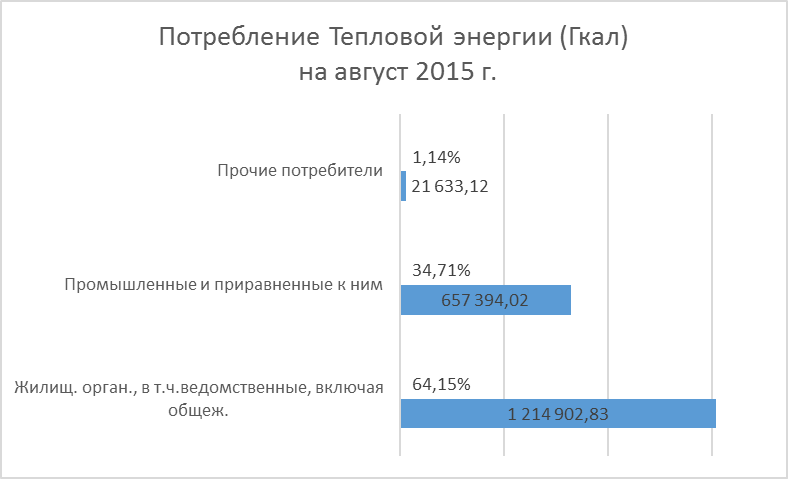 Потребление Тепловой энергии (Гкал)
на август 2015 г.
1,14%
Прочие потребители
21 633,12
34,71%
Промышленные и приравненные к ним
657 394,02
64,15%
Жилищ. орган., в т.ч.ведомственные, включая
общеж.
1 214 902,83